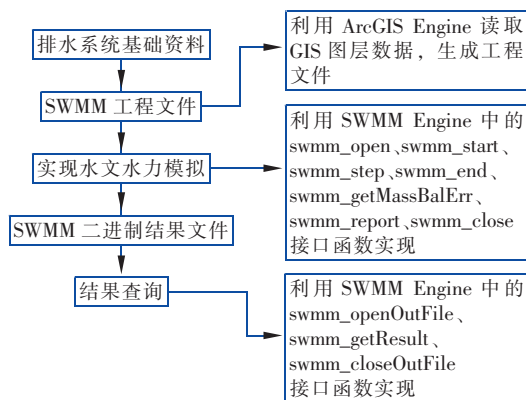 排水系统基础资料
SWMM 工程文件
实现水文水力模拟
SWMM 二进制结果文件
结果查询
利用 ArcGIS Engine 读取
GIS 图层数据，生成工程
文件
利用 SWMM Engine 中的
swmm_open、swmm_start、
swmm_step、swmm_end、
swmm_getMassBalErr、
swmm_report、swmm_close
接口函数实现
利用 SWMM Engine 中的
swmm_openOutFile、
swmm_getResult、
swmm_closeOutFile
接口函数实现